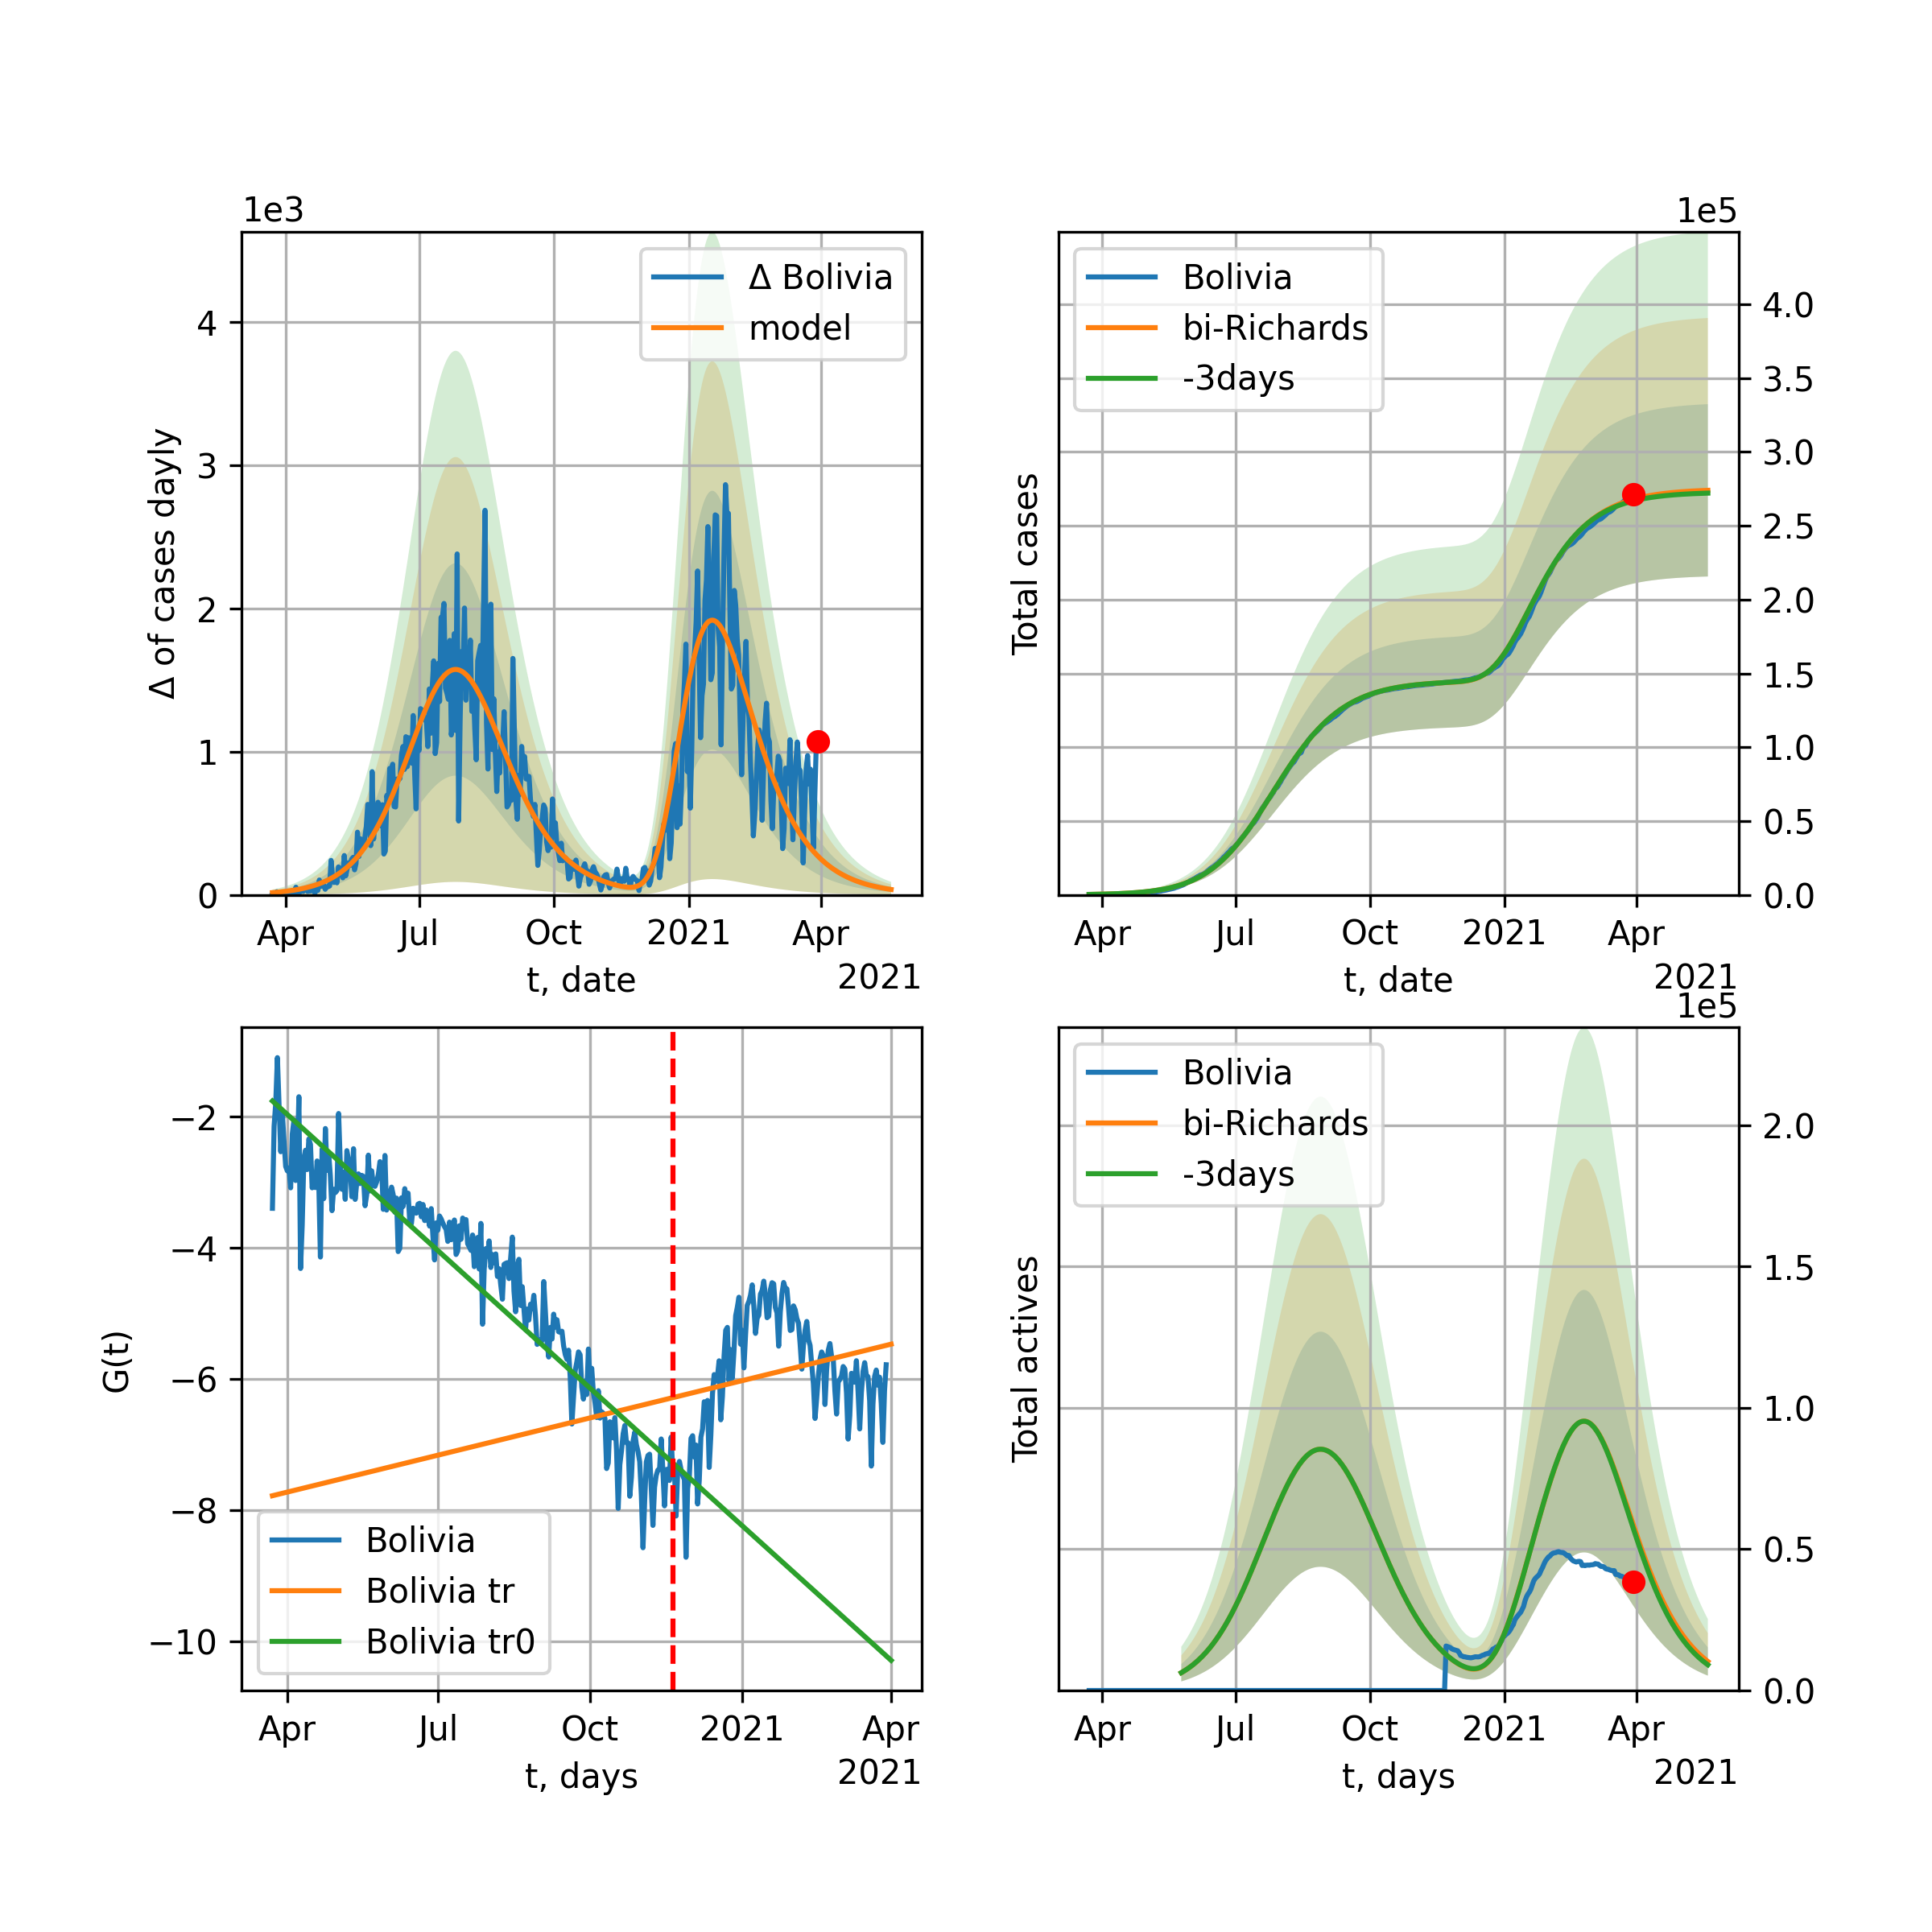 1e3
Δ of cases dayly
4
3
2
1
0
Δ Bolivia
model
Apr
Jul
Oct
2021
Apr
t, date
2021
1e5
Total cases
Bolivia
bi-Richards
-3days
4.0
3.5
3.0
2.5
2.0
1.5
1.0
0.5
0.0
Apr
Jul
Oct
2021
Apr
t, date
2021
G(t)
−2
−4
−6
−8
−10
Bolivia
Bolivia tr
Bolivia tr0
Apr
Jul
Oct
2021
Apr
t, days
2021
1e5
Total actives
Bolivia
bi-Richards
-3days
2.0
1.5
1.0
0.5
0.0
Apr
Jul
Oct
2021
Apr
t, days
2021